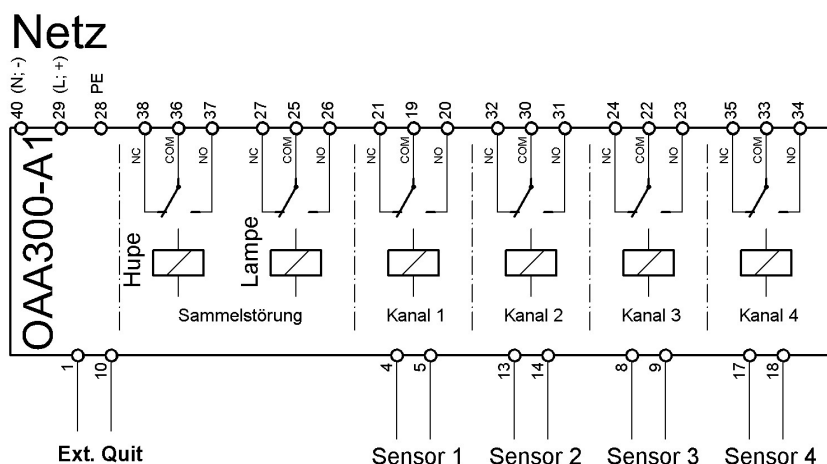 Netz
40 (N; -)
29 (L; +)
28 PE
38
36
37
27
25
26
21
19
20
32
30
31
24
22
23
35
33
34
NC COM NO
NC COM NO
NC COM NO
NC COM NO
NC COM NO
NC COM NO
OAA300-A1
Hupe
Lampe
Sammelstörung
Kanal 1
Kanal 2
Kanal 3
Kanal 4
1
10
4
5
13
14
8
9
17
18
Ext. Quit
Sensor 1
Sensor 2
Sensor 3
Sensor 4